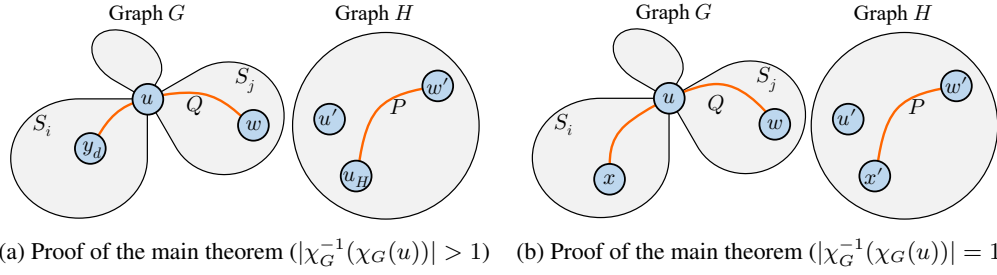 Graph G
Graph H
Graph G
Graph H
S_i
S_j
u
Q
w
y_d
u'
w'
P
u_H
S_i
S_j
u
Q
w
x
u'
w'
P
x'
(a) Proof of the main theorem (|χ_G^{-1}(χ_G(u))| > 1)
(b) Proof of the main theorem (|χ_G^{-1}(χ_G(u))| = 1